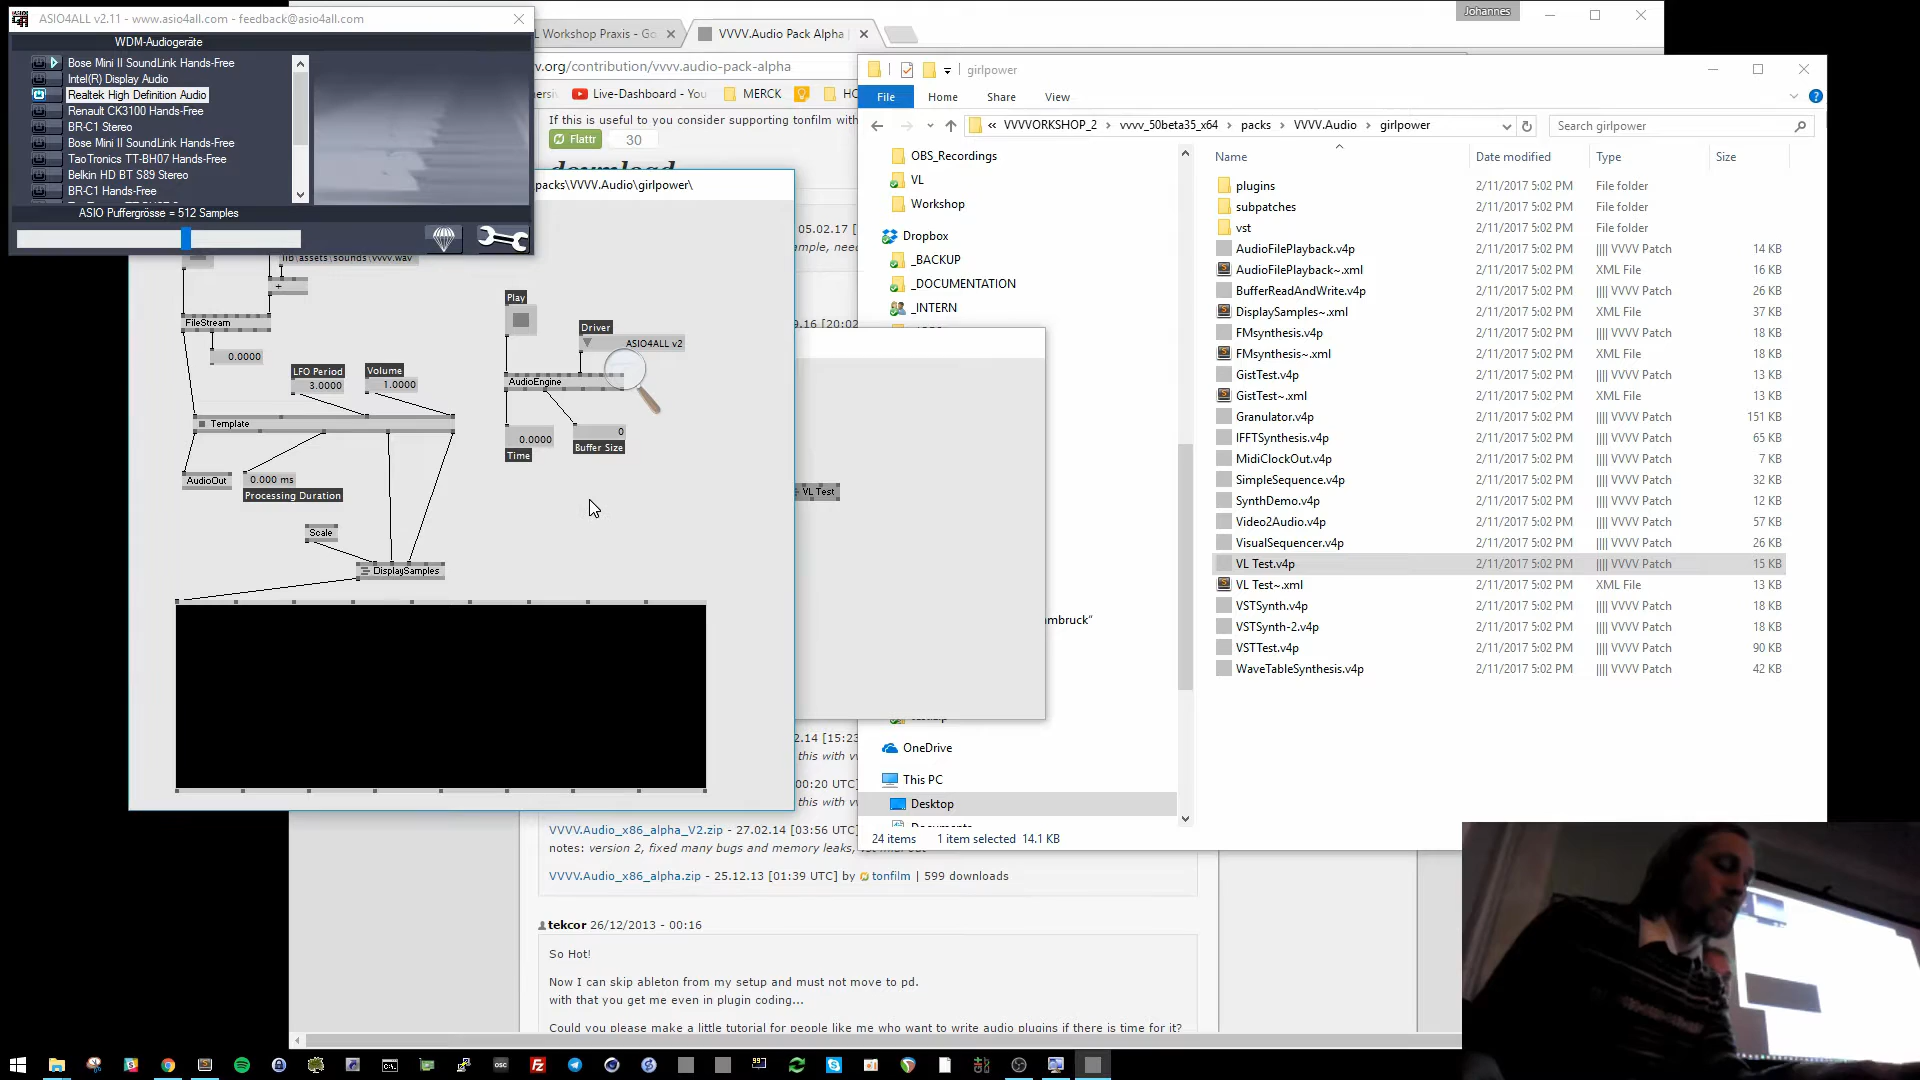 ASIO4ALL v2.11 - www.asio4all.com - feedback@asio4all.com
WDM-Audiogeräte
Bose Mini II SoundLink Hands-Free
Intel(R) Display Audio
Realtek High Definition Audio
Renault CK3100 Hands-Free
BR-C1 Stereo
Bose Mini II SoundLink Hands-Free
TaoTronics TT-BH07 Hands-Free
Belkin HD BT S89 Stereo
BR-C1 Hands-Free
ASIO Puffergrösse = 512 Samples
L Workshop Praxis - Go
VVVV.Audio Pack Alpha
Johannes
v.org/contribution/vvvv.audio-pack-alpha
Live-Dashboard - You
MERCK
If this is useful to you consider supporting tonfilm with
Flattr
30
download
05.02.17 [
packs\VVVV.Audio\girlpower\
lib\assets\sounds\vvvv.wav
+
FileStream
0.0000
LFO Period
3.0000
Volume
1.0000
Template
AudioOut
0.000 ms
Processing Duration
Scale
DisplaySamples
Play
Driver
ASIO4ALL v2
AudioEngine
0.0000
Time
0
Buffer Size
VL Test
girlpower
File
Home
Share
View
« VVVVORKSHOP_2 › vvvv_50beta35_x64 › packs › VVVV.Audio › girlpower
Search girlpower
OBS_Recordings
VL
Workshop
Dropbox
_BACKUP
_DOCUMENTATION
_INTERN
OneDrive
This PC
Desktop
Name Date modified Type Size
plugins 2/11/2017 5:02 PM File folder
subpatches 2/11/2017 5:02 PM File folder
vst 2/11/2017 5:02 PM File folder
AudioFilePlayback.v4p 2/11/2017 5:02 PM |||| VVVV Patch 14 KB
AudioFilePlayback~.xml 2/11/2017 5:02 PM XML File 16 KB
BufferReadAndWrite.v4p 2/11/2017 5:02 PM |||| VVVV Patch 26 KB
DisplaySamples~.xml 2/11/2017 5:02 PM XML File 37 KB
FMsynthesis.v4p 2/11/2017 5:02 PM |||| VVVV Patch 13 KB
FMsynthesis~.xml 2/11/2017 5:02 PM XML File 13 KB
GistTest.v4p 2/11/2017 5:02 PM |||| VVVV Patch 13 KB
GistTest~.xml 2/11/2017 5:02 PM XML File 13 KB
Granulator.v4p 2/11/2017 5:02 PM |||| VVVV Patch 151 KB
IFFTSynthesis.v4p 2/11/2017 5:02 PM |||| VVVV Patch 65 KB
MidiClockOut.v4p 2/11/2017 5:02 PM |||| VVVV Patch 7 KB
SimpleSequence.v4p 2/11/2017 5:02 PM |||| VVVV Patch 32 KB
SynthDemo.v4p 2/11/2017 5:02 PM |||| VVVV Patch 12 KB
Video2Audio.v4p 2/11/2017 5:02 PM |||| VVVV Patch 57 KB
VisualSequencer.v4p 2/11/2017 5:02 PM |||| VVVV Patch 26 KB
VL Test.v4p 2/11/2017 5:02 PM |||| VVVV Patch 15 KB
VL Test~.xml 2/11/2017 5:02 PM XML File 13 KB
VSTSynth.v4p 2/11/2017 5:02 PM |||| VVVV Patch 18 KB
VSTSynth-2.v4p 2/11/2017 5:02 PM |||| VVVV Patch 18 KB
VSTTest.v4p 2/11/2017 5:02 PM |||| VVVV Patch 90 KB
WaveTableSynthesis.v4p 2/11/2017 5:02 PM |||| VVVV Patch 42 KB
24 items 1 item selected 14.1 KB
VVVV.Audio_x86_alpha_V2.zip - 27.02.14 [03:56 UTC]
notes: version 2, fixed many bugs and memory leaks,
VVVV.Audio_x86_alpha.zip - 25.12.13 [01:39 UTC] by tonfilm | 599 downloads
tekcor 26/12/2013 - 00:16
So Hot!
Now I can skip ableton from my setup and must not move to pd.
with that you get me even in plugin coding...
Could you please make a little tutorial for people like me who want to write audio plugins if there is time for it?